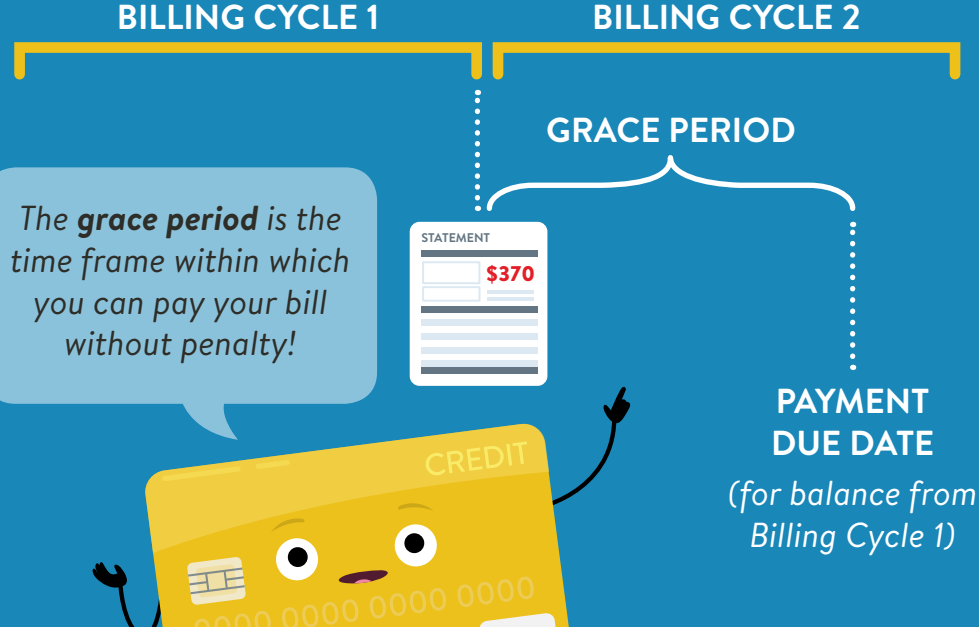 BILLING CYCLE 1
BILLING CYCLE 2
GRACE PERIOD
The grace period is the
time frame within which
you can pay your bill
without penalty!
STATEMENT
$370
PAYMENT
DUE DATE
(for balance from
Billing Cycle 1)
CREDIT
0000 0000 0000 0000